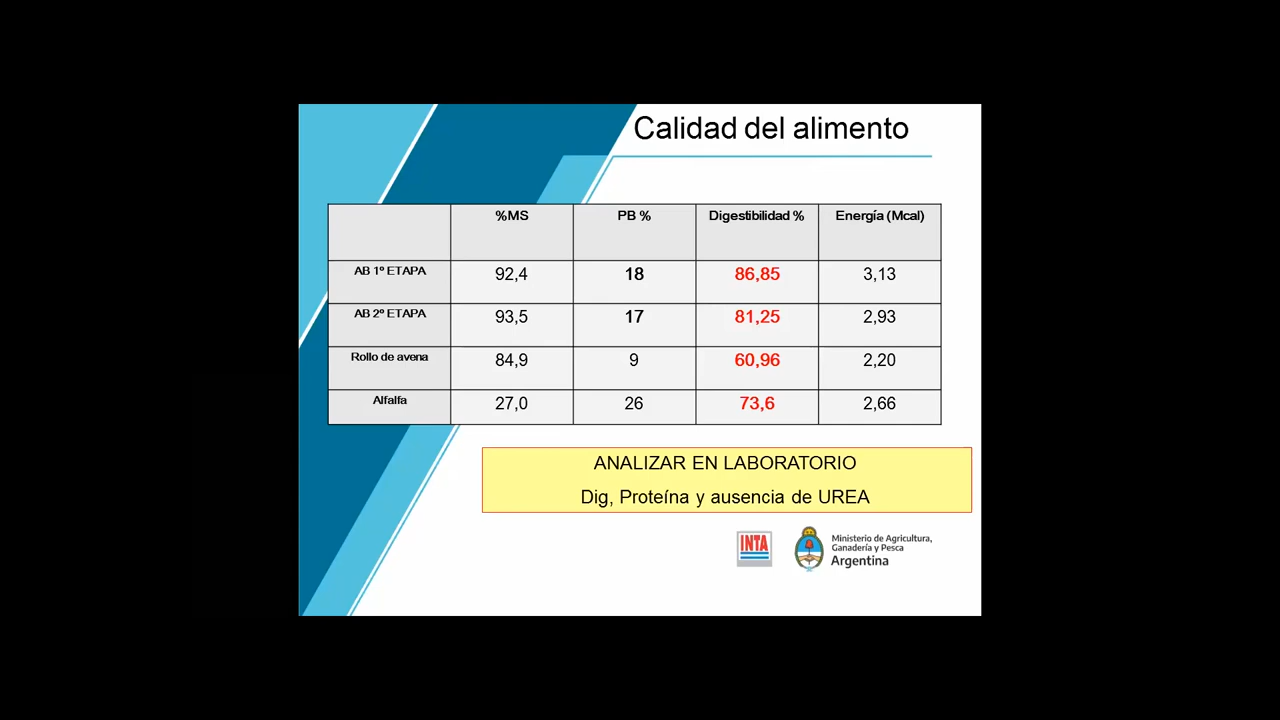 Calidad del alimento
%MS PB % Digestibilidad % Energía (Mcal)
AB 1º ETAPA 92,4 18 86,85 3,13
AB 2º ETAPA 93,5 17 81,25 2,93
Rollo de avena 84,9 9 60,96 2,20
Alfalfa 27,0 26 73,6 2,66
ANALIZAR EN LABORATORIO
Dig, Proteína y ausencia de UREA
INTA
Ministerio de Agricultura,
Ganadería y Pesca
Argentina